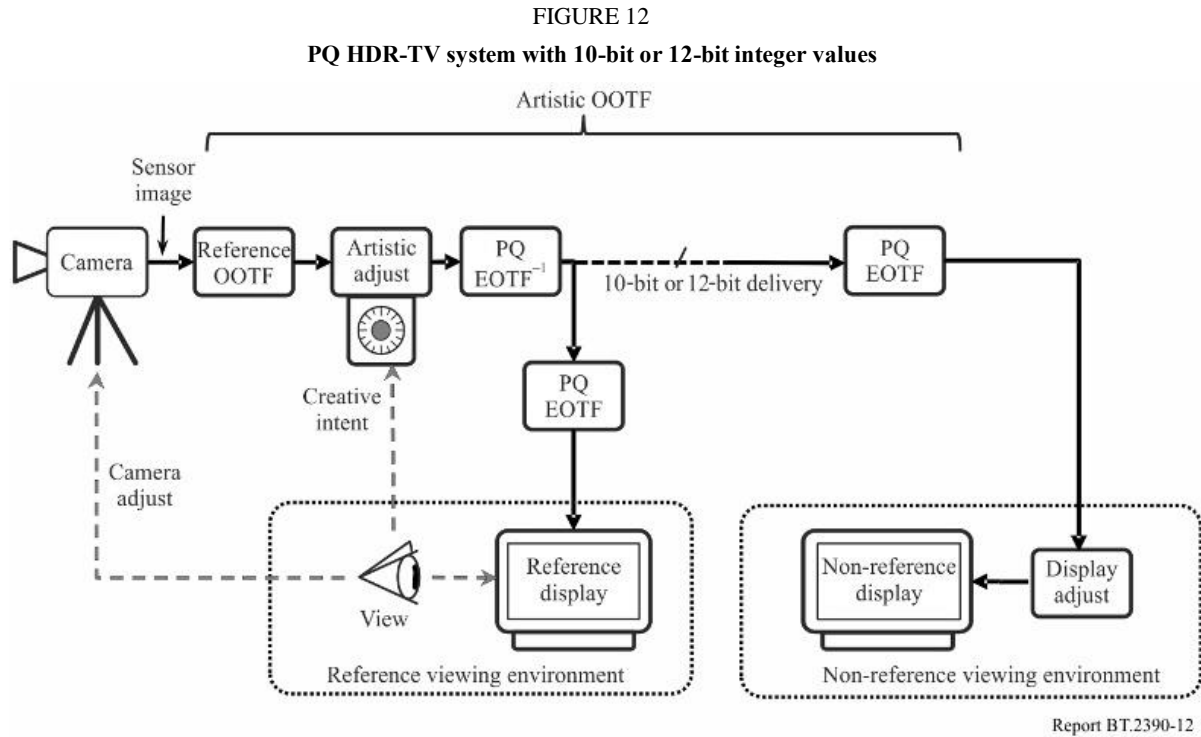 FIGURE 12
PQ HDR-TV system with 10-bit or 12-bit integer values
Artistic OOTF
Sensor
image
Camera
Reference
OOTF
Artistic
adjust
PQ
EOTF⁻¹
10-bit or 12-bit delivery
PQ
EOTF
PQ
EOTF
Creative
intent
Camera
adjust
View
Reference
display
Reference viewing environment
Non-reference
display
Display
adjust
Non-reference viewing environment
Report BT.2390-12